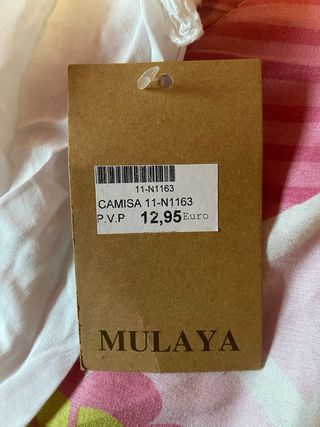 11-N1163
CAMISA 11-N1163
P.V.P 12,95 Euro
MULAYA